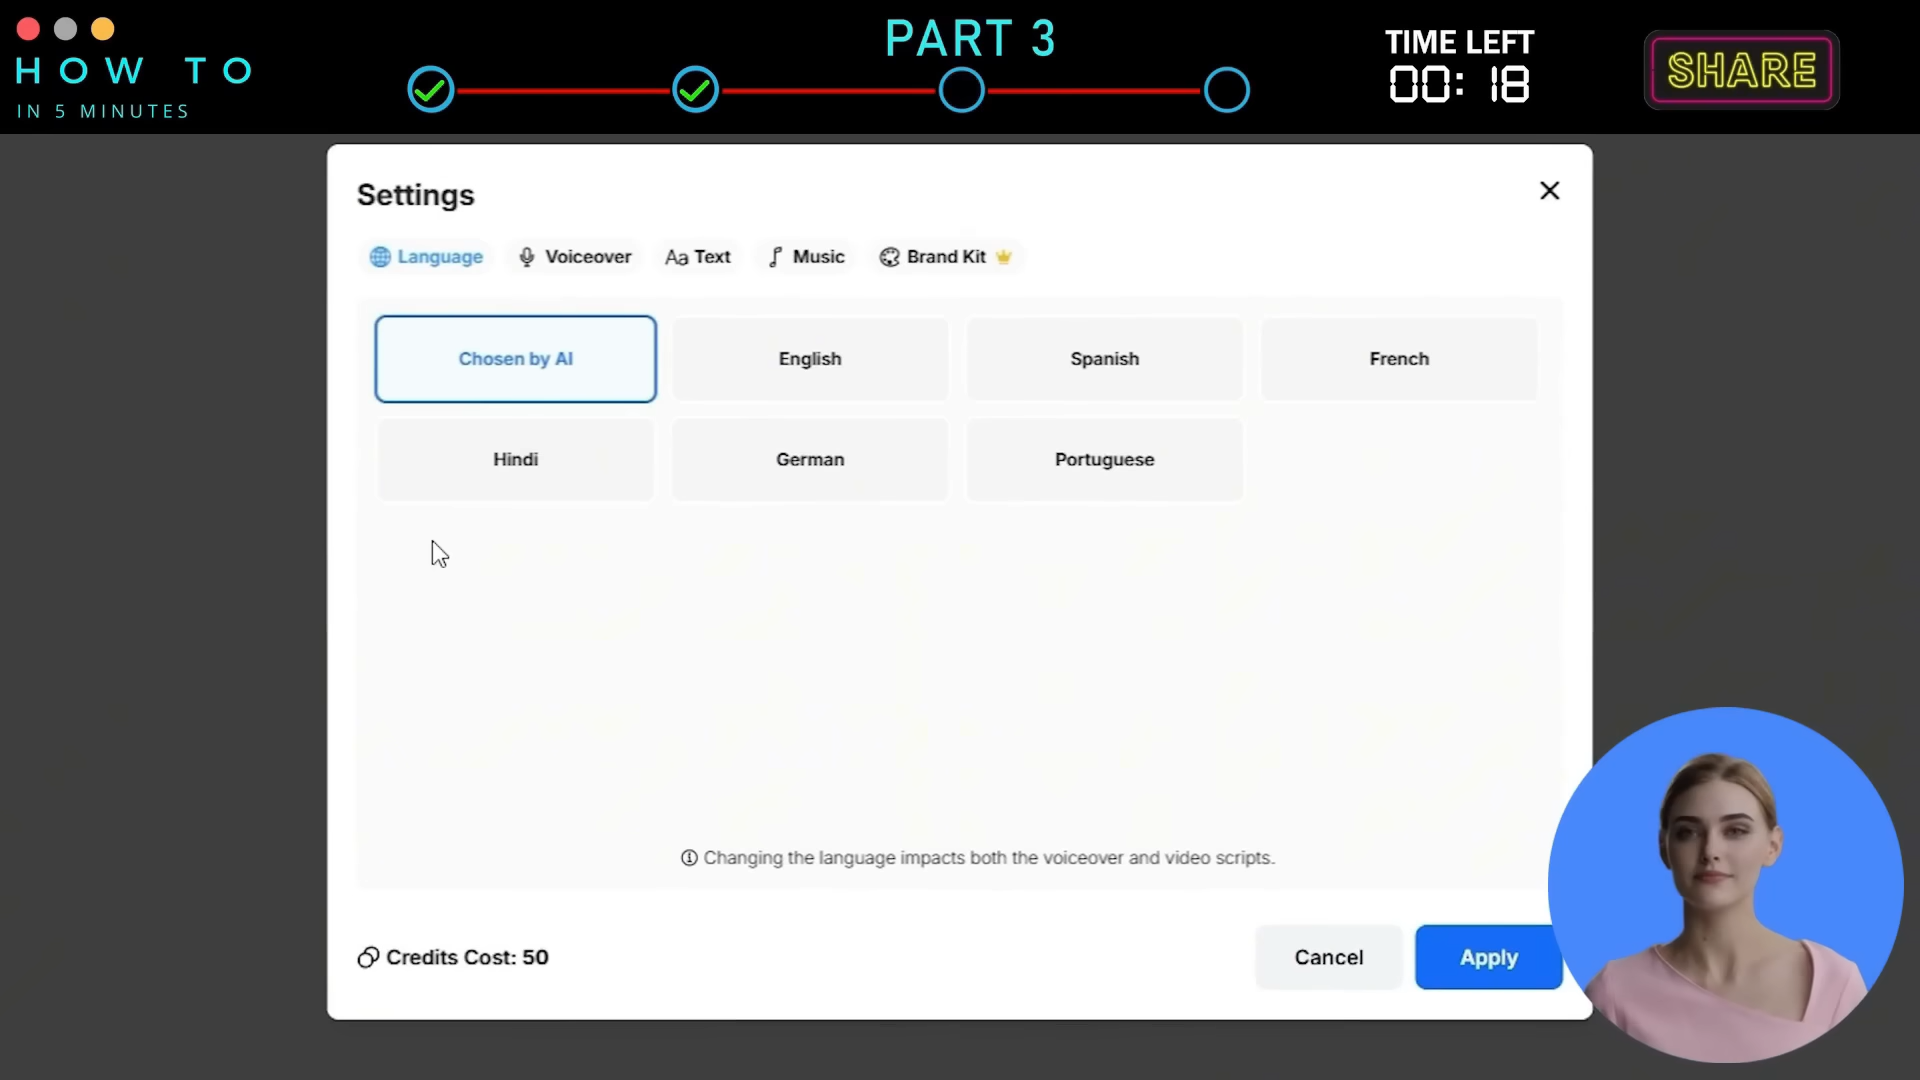 HOW TO
IN 5 MINUTES
PART 3
TIME LEFT
00: 18
SHARE
Settings
Language
Voiceover
Aa Text
Music
Brand Kit
Chosen by AI
English
Spanish
French
Hindi
German
Portuguese
Changing the language impacts both the voiceover and video scripts.
Credits Cost: 50
Cancel
Apply